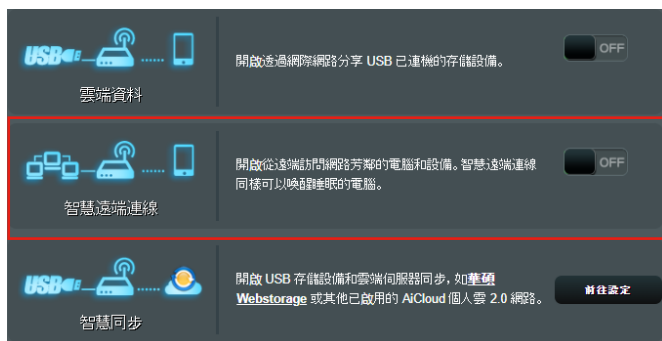 USB
雲端資料
開啟透過網際網路分享 USB 已連機的存儲設備。
OFF
智慧遠端連線
開啟從遠端訪問網路芳鄰的電腦和設備。智慧遠端連線
同樣可以喚醒睡眠的電腦。
OFF
USB
智慧同步
開啟 USB 存儲設備和雲端伺服器同步，如華碩
Webstorage 或其他已啟用的 AiCloud 個人雲 2.0 網路。
前往設定